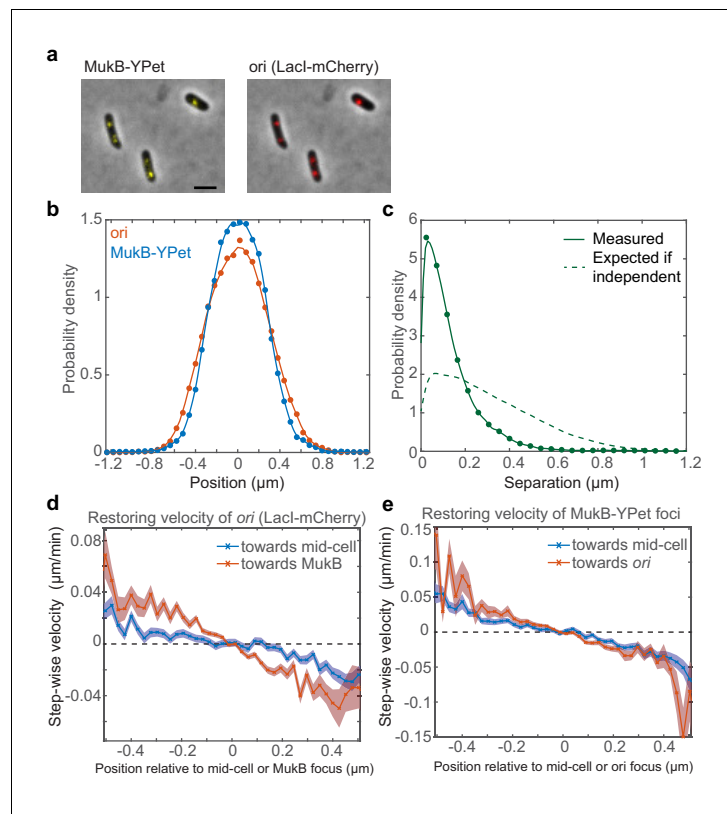 a
MukB-YPet
ori (LacI-mCherry)
b
c
1.5
1
0.5
0
Probability density
ori
MukB-YPet
-1.2
-0.8
-0.4
0
0.4
0.8
1.2
Position (µm)
6
5
4
3
2
1
0
Probability density
Measured
Expected if
independent
0
0.2
0.4
0.6
0.8
1
1.2
Separation (µm)
d
Restoring velocity of ori (LacI-mCherry)
0.08
0.04
0
-0.04
Step-wise velocity (µm/min)
towards mid-cell
towards MukB
-0.4
-0.2
0
0.2
0.4
Position relative to mid-cell or MukB focus (µm)
e
Restoring velocity of MukB-YPet foci
0.15
0.1
0.05
0
-0.05
-0.1
-0.15
Step-wise velocity (µm/min)
towards mid-cell
towards ori
-0.4
-0.2
0
0.2
0.4
Position relative to mid-cell or ori focus (µm)